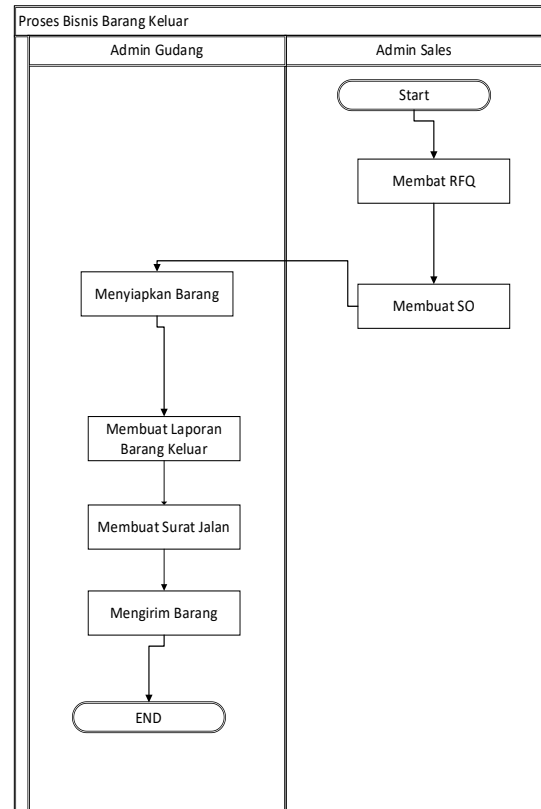 Proses Bisnis Barang Keluar
Admin Gudang
Admin Sales
Start
Membat RFQ
Membuat SO
Menyiapkan Barang
Membuat Laporan
Barang Keluar
Membuat Surat Jalan
Mengirim Barang
END